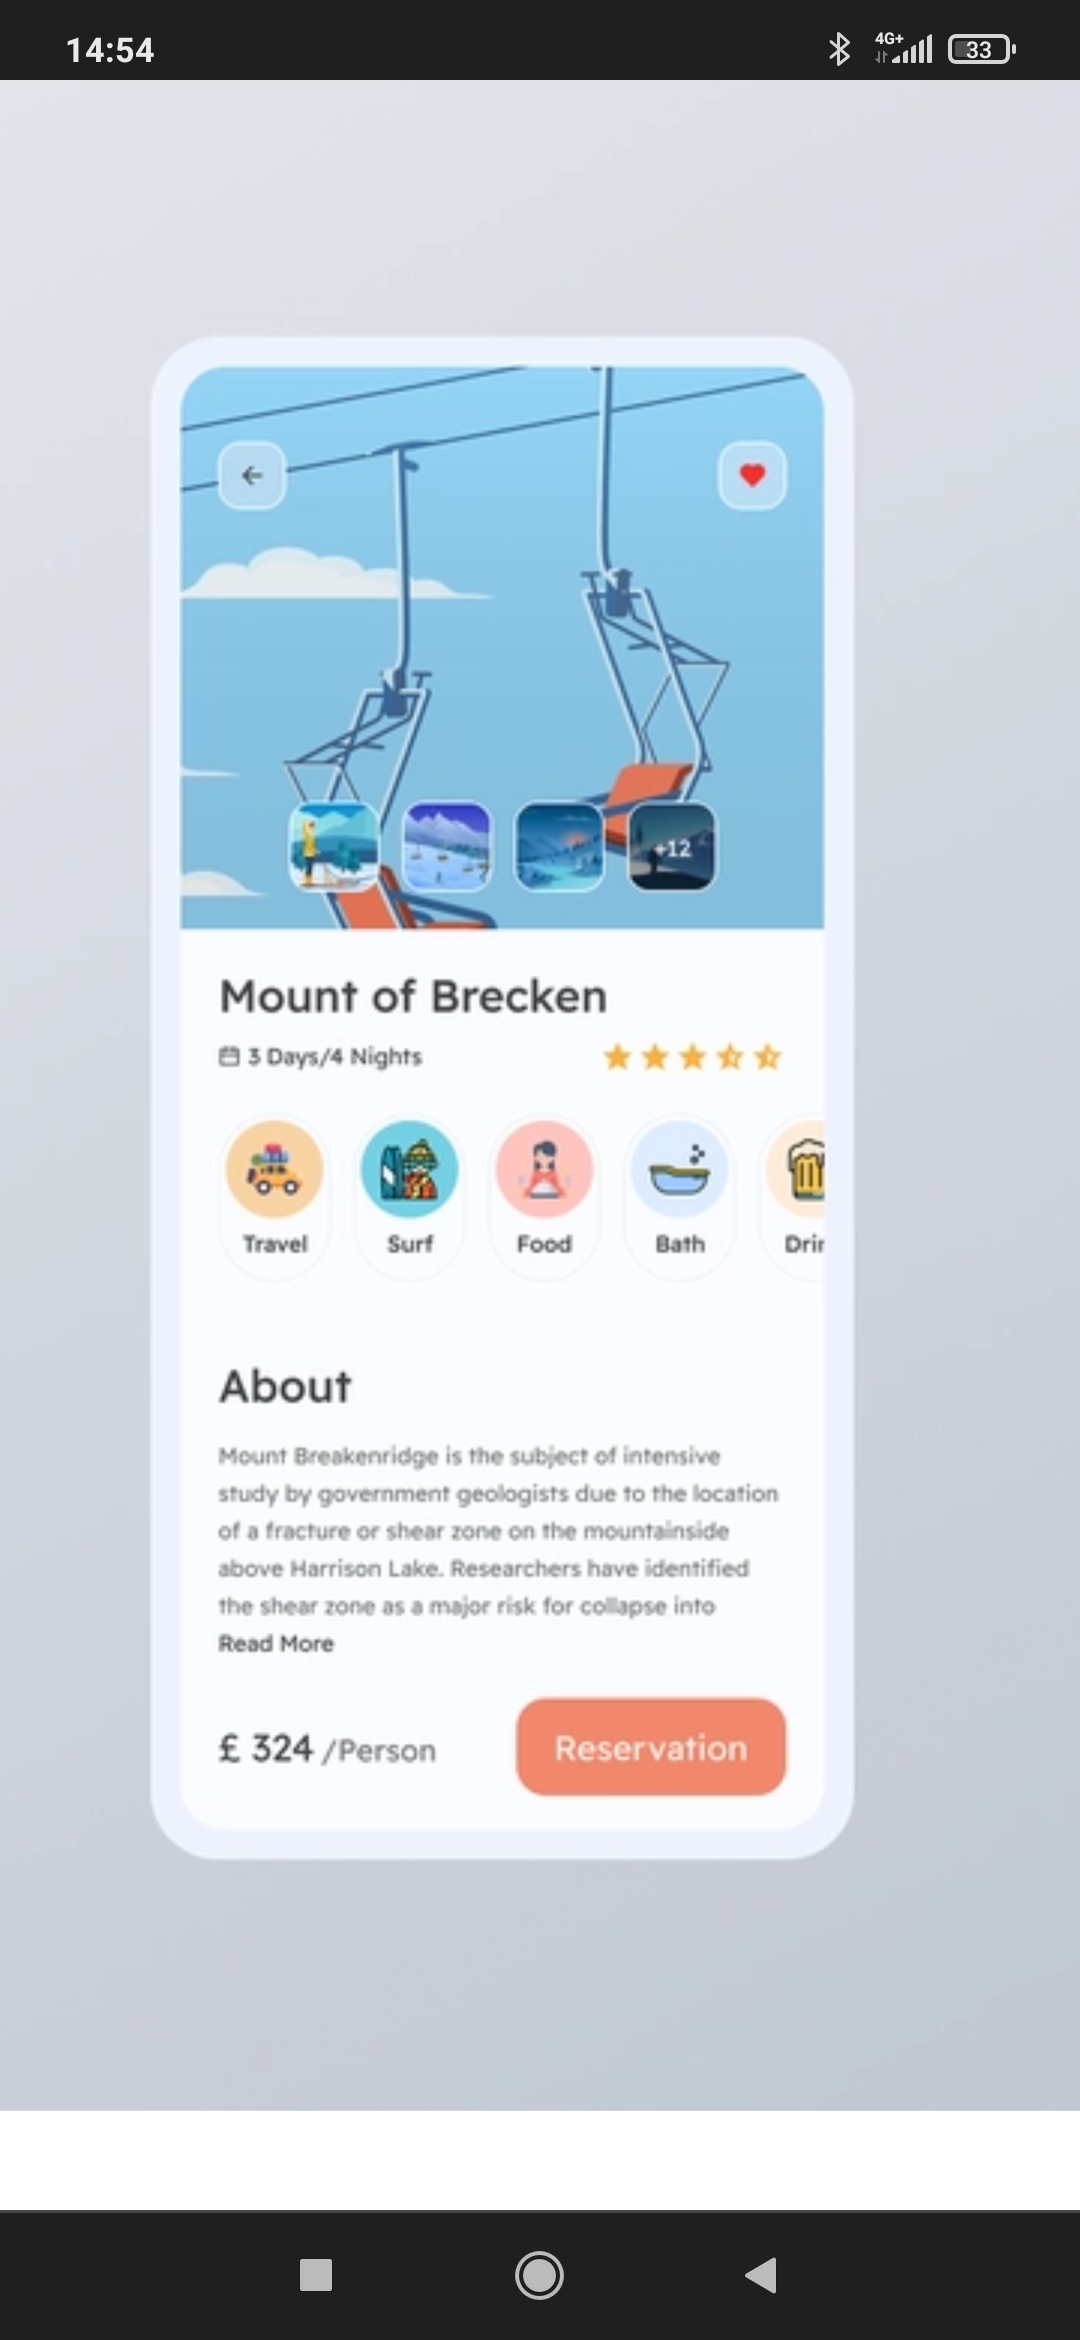 14:54
4G+
33
+12
Mount of Brecken
3 Days/4 Nights
Travel
Surf
Food
Bath
Drin
About
Mount Breakenridge is the subject of intensive
study by government geologists due to the location
of a fracture or shear zone on the mountainside
above Harrison Lake. Researchers have identified
the shear zone as a major risk for collapse into
Read More
£ 324 /Person
Reservation